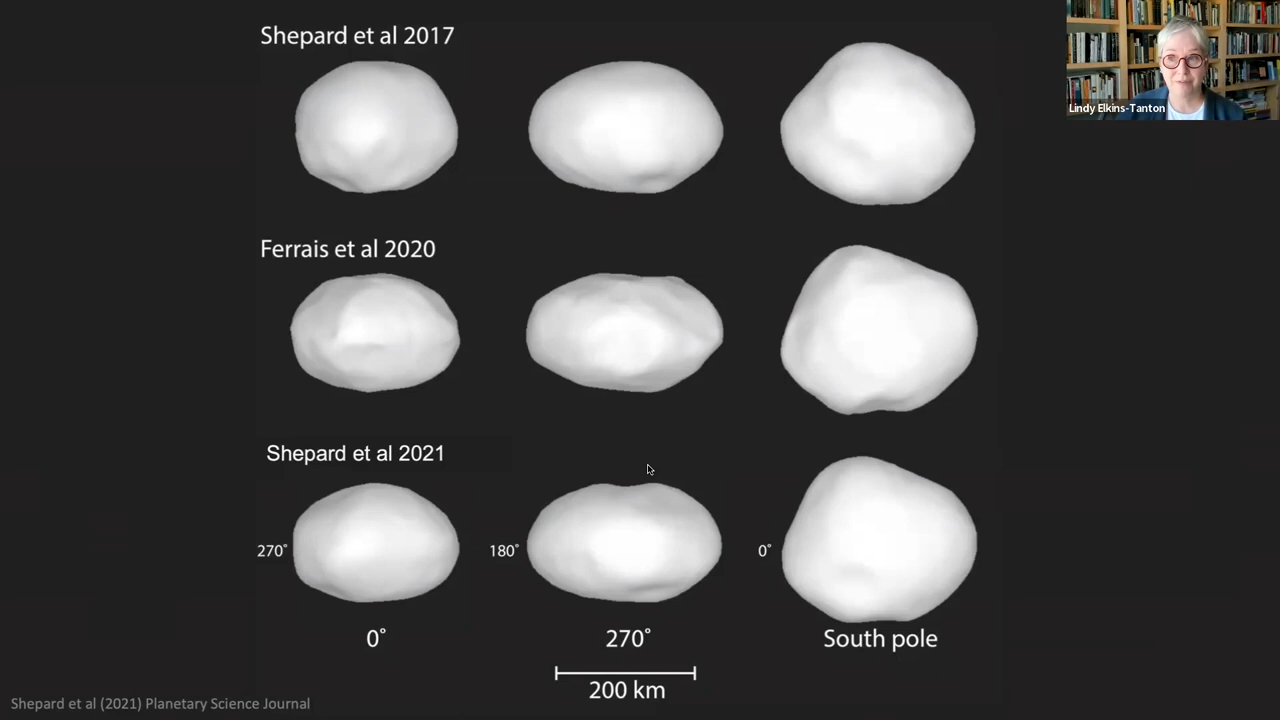 Shepard et al 2017
Lindy Elkins-Tanton
Ferrais et al 2020
Shepard et al 2021
270°
180°
0°
0°
270°
South pole
200 km
Shepard et al (2021) Planetary Science Journal